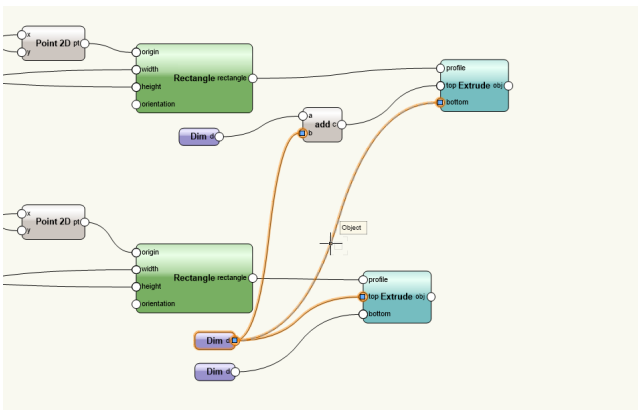 x
y
Point 2D pt
origin
width
height
orientation
Rectangle rectangle
profile
top Extrude obj
bottom
a
b
add c
Dim d
Object
x
y
Point 2D pt
origin
width
height
orientation
Rectangle rectangle
profile
top Extrude obj
bottom
Dim d
Dim d